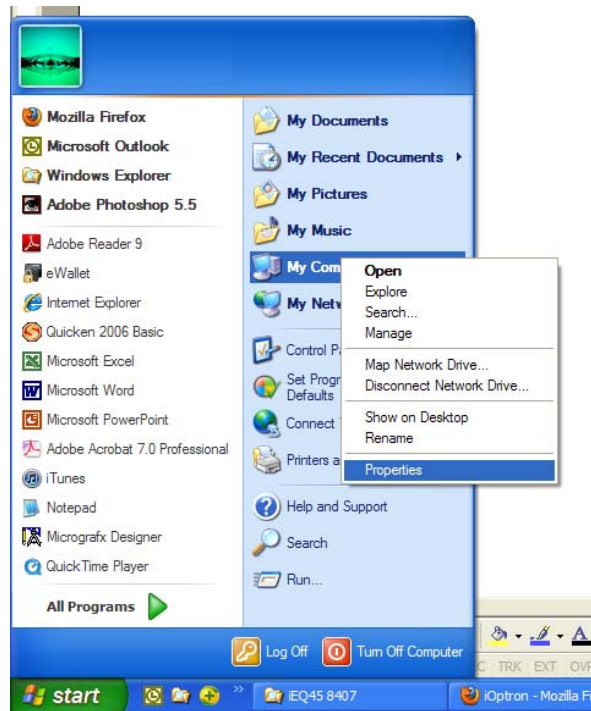 Mozilla Firefox
Microsoft Outlook
Windows Explorer
Adobe Photoshop 5.5
Adobe Reader 9
eWallet
Internet Explorer
Quicken 2006 Basic
Microsoft Excel
Microsoft Word
Microsoft PowerPoint
Adobe Acrobat 7.0 Professional
iTunes
Notepad
Micrografx Designer
QuickTime Player
All Programs
My Documents
My Recent Documents
My Pictures
My Music
My Com
My Netw
Control Pa
Set Progr
Defaults
Connect
Printers a
Help and Support
Search
Run...
Open
Explore
Search...
Manage
Map Network Drive...
Disconnect Network Drive...
Show on Desktop
Rename
Properties
Log Off
Turn Off Computer
TRK EXT OVR
start
iEQ45 8407
iOptron - Mozilla Fi